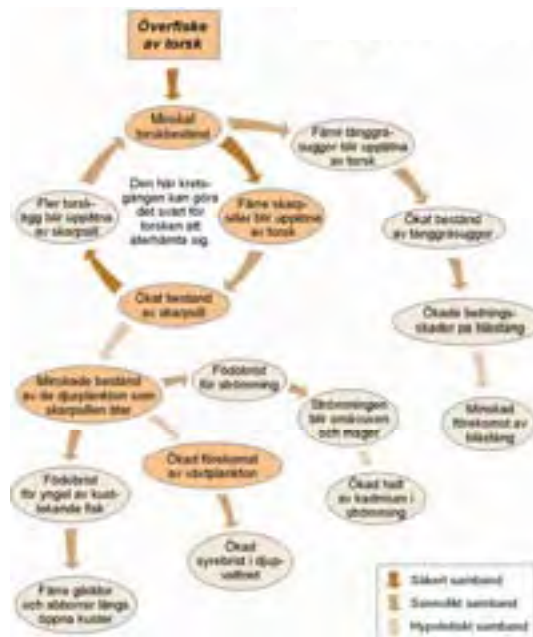 Överfiske
av torsk
Minskat
torskbestånd
Färre tånggrå-
suggor blir uppätna
av torsk
Fler torsk-
ägg blir uppätna
av skarpsill
Den här krets-
gången kan göra
det svårt för
torsken att
återhämta sig.
Färre skarp-
sillar blir uppätna
av torsk
Ökat bestånd
av tånggråsuggor
Ökat bestånd
av skarpsill
Ökade betnings-
skador på blåstång
Minskade bestånd
av de djurplankton som
skarpsillen äter
Födobrist
för strömming
Strömmingen
blir småvuxen
och mager
Minskad
förekomst av
blåstång
Födobrist
för yngel av kust-
lekande fisk
Ökad förekomst
av växtplankton
Ökad halt
av kadmium i
strömming
Ökad
syrebrist i djup-
vattnet
Färre gäddor
och abborrar längs
öppna kuster
Säkert samband
Sannolikt samband
Hypotetiskt samband